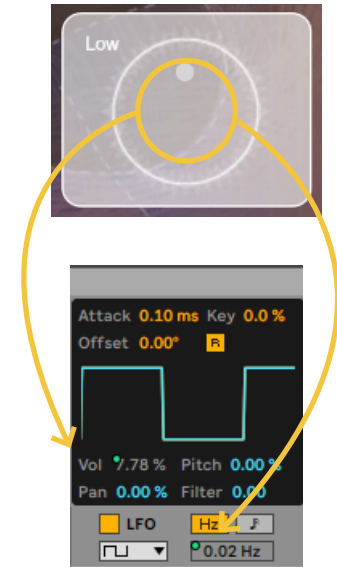 Low
Attack 0.10 ms Key 0.0 %
Offset 0.00° R
Vol 7.78 % Pitch 0.00 %
Pan 0.00 % Filter 0.00
LFO Hz
0.02 Hz